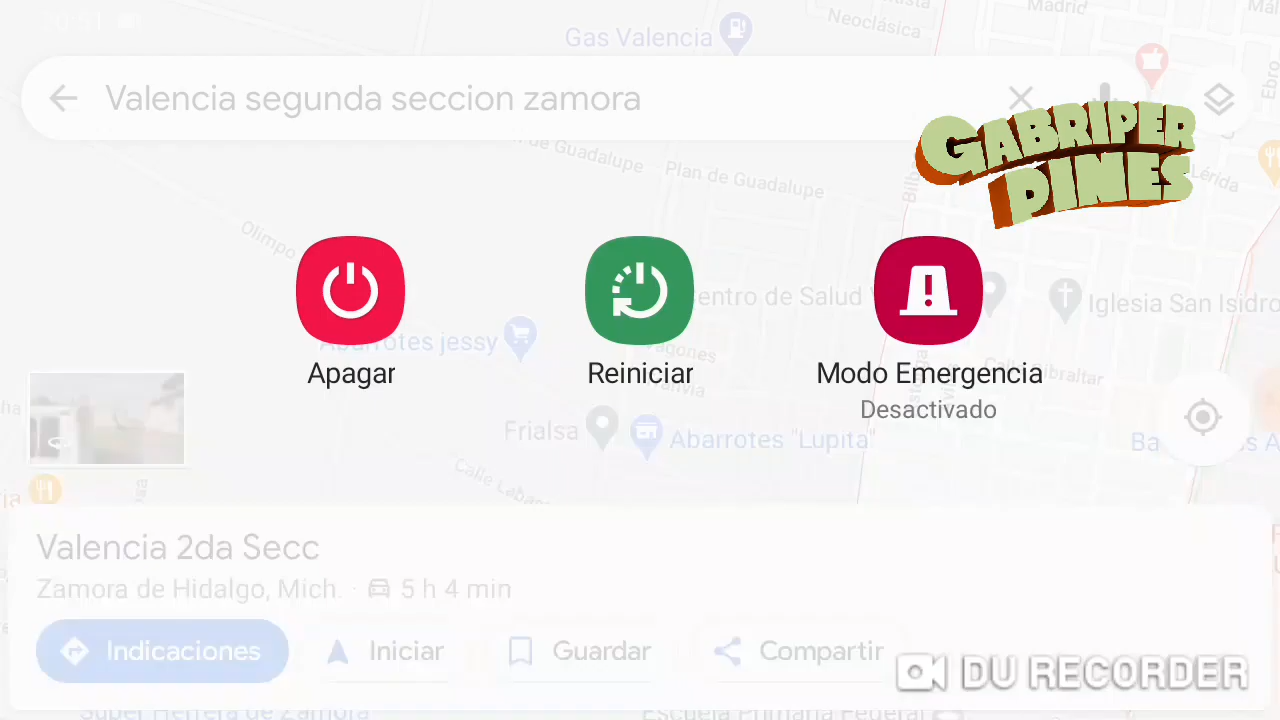 Madrid
Neoclásica
Gas Valencia
Valencia segunda seccion zamora
Ebro
GABRIPER
PINES
de Guadalupe
Plan de Guadalupe
Lérida
Olimpo
entro de Salud
Iglesia San Isidro
Abarrotes jessy
Apagar
Reiniciar
Modo Emergencia
Desactivado
Frialsa
Abarrotes "Lupita"
Valencia 2da Secc
Zamora de Hidalgo, Mich. · 5 h 4 min
Indicaciones
Iniciar
Guardar
Compartir
DU RECORDER
Super Herrera de Zamora
Escuela Primaria Federal